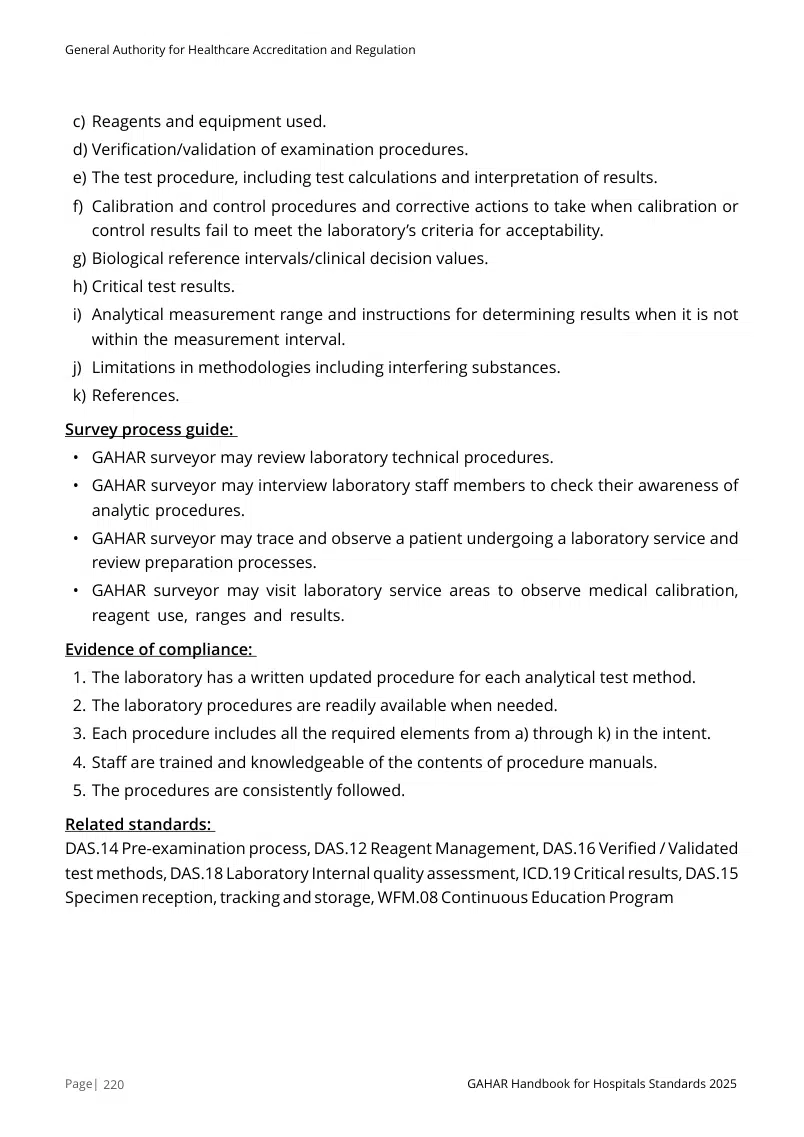 General Authority for Healthcare Accreditation and Regulation
c) Reagents and equipment used.
d) Verification/validation of examination procedures.
e) The test procedure, including test calculations and interpretation of results.
f) Calibration and control procedures and corrective actions to take when calibration or
control results fail to meet the laboratory’s criteria for acceptability.
g) Biological reference intervals/clinical decision values.
h) Critical test results.
i) Analytical measurement range and instructions for determining results when it is not
within the measurement interval.
j) Limitations in methodologies including interfering substances.
k) References.
Survey process guide:
• GAHAR surveyor may review laboratory technical procedures.
• GAHAR surveyor may interview laboratory staff members to check their awareness of
analytic procedures.
• GAHAR surveyor may trace and observe a patient undergoing a laboratory service and
review preparation processes.
• GAHAR surveyor may visit laboratory service areas to observe medical calibration,
reagent use, ranges and results.
Evidence of compliance:
1. The laboratory has a written updated procedure for each analytical test method.
2. The laboratory procedures are readily available when needed.
3. Each procedure includes all the required elements from a) through k) in the intent.
4. Staff are trained and knowledgeable of the contents of procedure manuals.
5. The procedures are consistently followed.
Related standards:
DAS.14 Pre-examination process, DAS.12 Reagent Management, DAS.16 Verified / Validated
test methods, DAS.18 Laboratory Internal quality assessment, ICD.19 Critical results, DAS.15
Specimen reception, tracking and storage, WFM.08 Continuous Education Program
Page| 220 GAHAR Handbook for Hospitals Standards 2025